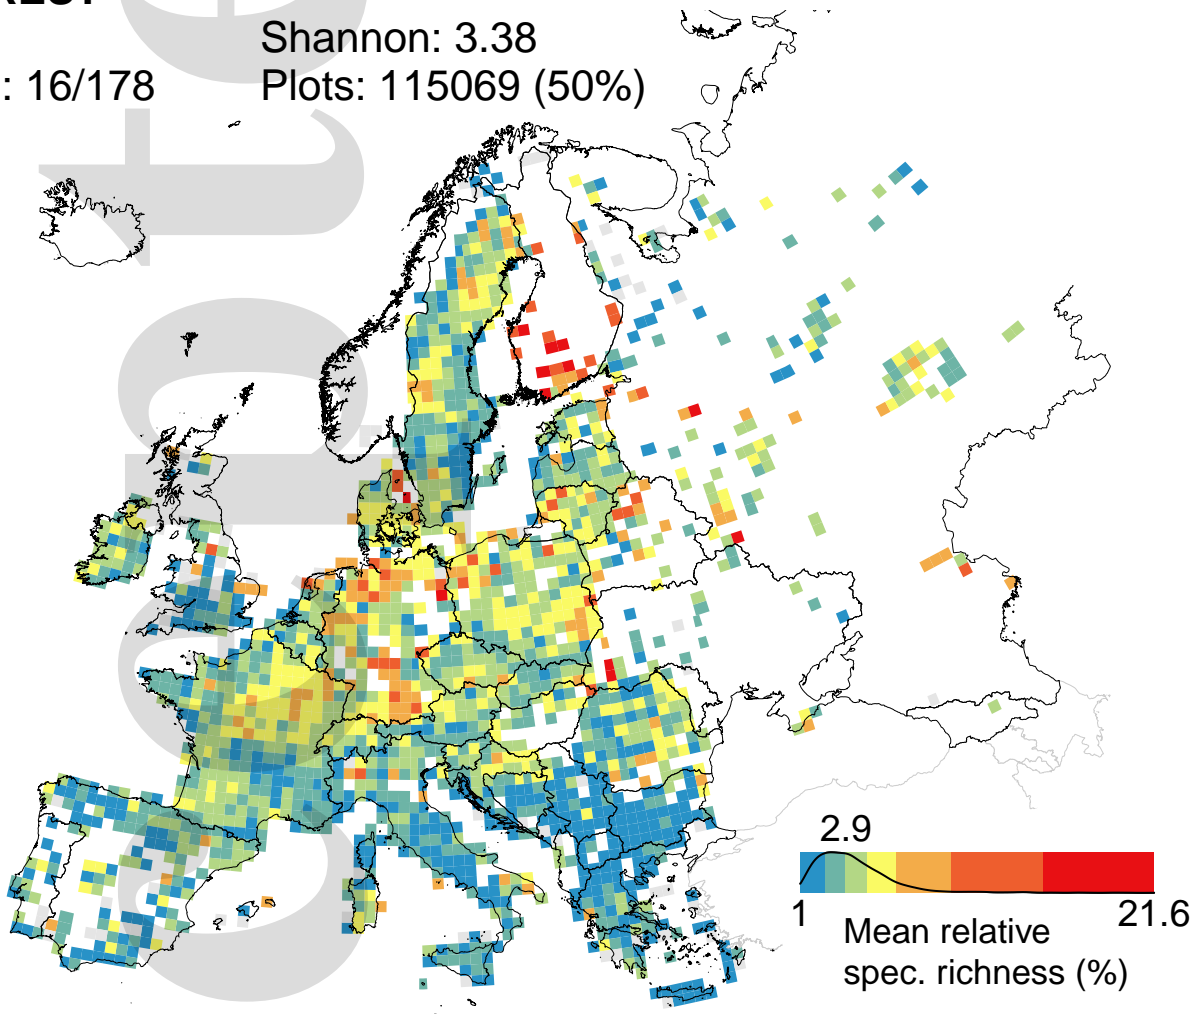 Shannon: 3.38
: 16/178
Plots: 115069 (50%)
2.9
1
21.6
Mean relative
spec. richness (%)